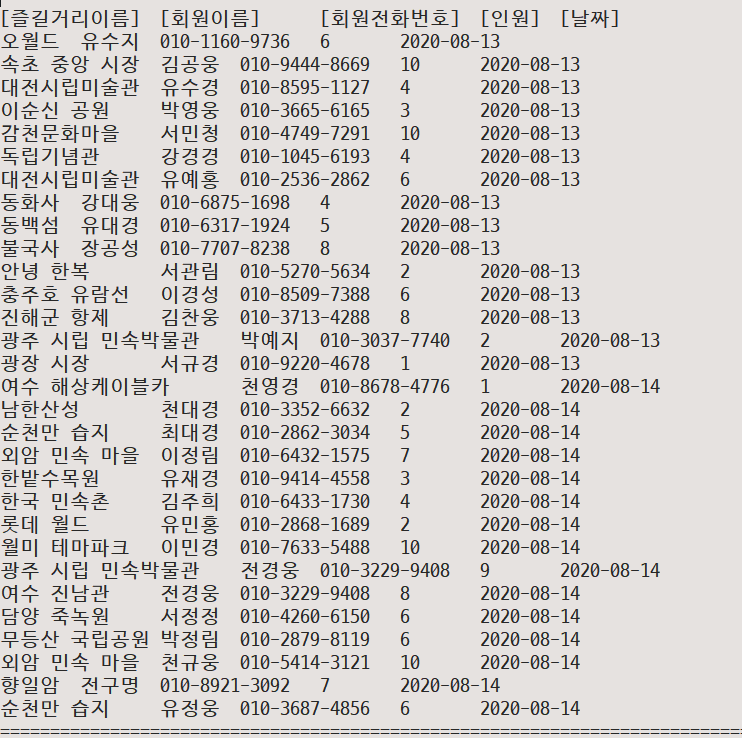 [즐길거리이름] [회원이름] [회원전화번호] [인원] [날짜]
오월드 유수지 010-1160-9736 6 2020-08-13
속초 중앙 시장 김공웅 010-9444-8669 10 2020-08-13
대전시립미술관 유수경 010-8595-1127 4 2020-08-13
이순신 공원 박영웅 010-3665-6165 3 2020-08-13
감천문화마을 서민청 010-4749-7291 10 2020-08-13
독립기념관 강경경 010-1045-6193 4 2020-08-13
대전시립미술관 유예홍 010-2536-2862 6 2020-08-13
동화사 강대웅 010-6875-1698 4 2020-08-13
동백섬 유대경 010-6317-1924 5 2020-08-13
불국사 장공성 010-7707-8238 8 2020-08-13
안녕 한복 서관림 010-5270-5634 2 2020-08-13
충주호 유람선 이경성 010-8509-7388 6 2020-08-13
진해군 항제 김찬웅 010-3713-4288 8 2020-08-13
광주 시립 민속박물관 박예지 010-3037-7740 2 2020-08-13
광장 시장 서규경 010-9220-4678 1 2020-08-13
여수 해상케이블카 천영경 010-8678-4776 1 2020-08-14
남한산성 천대경 010-3352-6632 2 2020-08-14
순천만 습지 최대경 010-2862-3034 5 2020-08-14
외암 민속 마을 이정림 010-6432-1575 7 2020-08-14
한밭수목원 유재경 010-9414-4558 3 2020-08-14
한국 민속촌 김주희 010-6433-1730 4 2020-08-14
롯데 월드 유민홍 010-2868-1689 2 2020-08-14
월미 테마파크 이민경 010-7633-5488 10 2020-08-14
광주 시립 민속박물관 전경웅 010-3229-9408 9 2020-08-14
여수 진남관 전경웅 010-3229-9408 8 2020-08-14
담양 죽녹원 서정정 010-4260-6150 6 2020-08-14
무등산 국립공원 박정림 010-2879-8119 6 2020-08-14
외암 민속 마을 천규웅 010-5414-3121 10 2020-08-14
향일암 전구명 010-8921-3092 7 2020-08-14
순천만 습지 유정웅 010-3687-4856 6 2020-08-14
==========================================================================